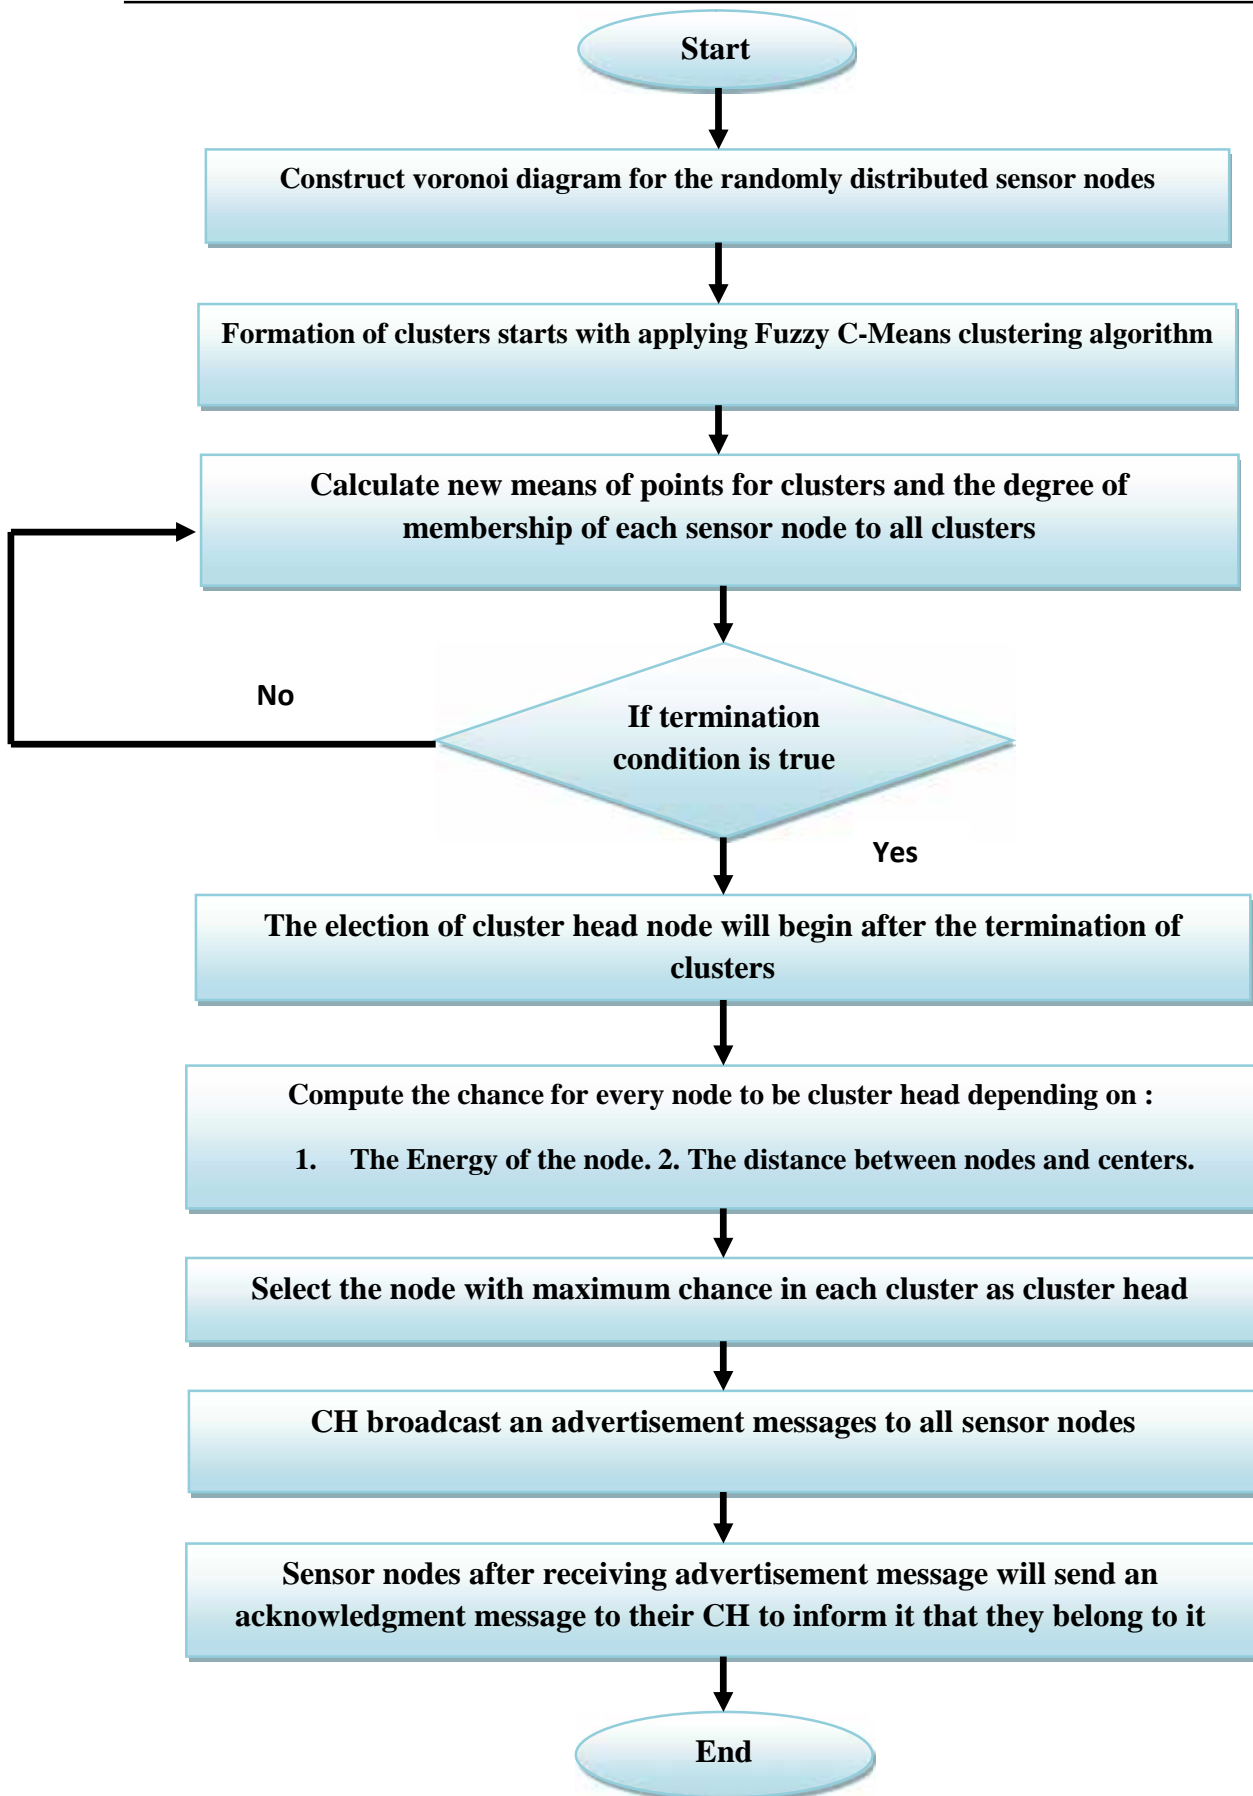 Start
Construct voronoi diagram for the randomly distributed sensor nodes
Formation of clusters starts with applying Fuzzy C-Means clustering algorithm
Calculate new means of points for clusters and the degree of
membership of each sensor node to all clusters
No
If termination
condition is true
Yes
The election of cluster head node will begin after the termination of
clusters
Compute the chance for every node to be cluster head depending on :
1. The Energy of the node. 2. The distance between nodes and centers.
Select the node with maximum chance in each cluster as cluster head
CH broadcast an advertisement messages to all sensor nodes
Sensor nodes after receiving advertisement message will send an
acknowledgment message to their CH to inform it that they belong to it
End